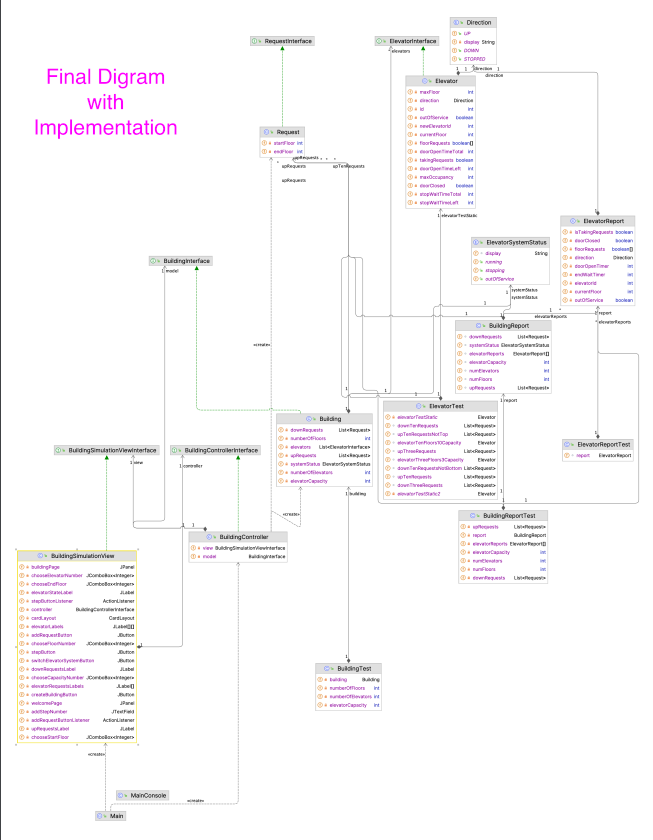 Final Digram
with
Implementation
RequestInterface
ElevatorInterface
elevators
Direction
UP
display String
DOWN
STOPPED
direction
direction
Elevator
maxFloor int
direction Direction
id int
outOfService boolean
newElevatorId int
currentFloor int
floorRequests boolean[]
doorOpenTimeTotal int
takingRequests boolean
doorOpenTimeLeft int
maxOccupancy int
doorClosed boolean
stopWaitTimeTotal int
stopWaitTimeLeft int
elevatorTestStatic
Request
startFloor int
endFloor int
upRequests
upRequests
upTenRequests
upRequests
ElevatorReport
isTakingRequests boolean
doorClosed boolean
floorRequests boolean[]
direction Direction
doorOpenTimer int
endWaitTimer int
elevatorId int
currentFloor int
outOfService boolean
ElevatorSystemStatus
display String
running
stopping
outOfService
systemStatus
systemStatus
BuildingInterface
model
elevatorReports
report
elevatorReports
BuildingReport
downRequests List<Request>
systemStatus ElevatorSystemStatus
elevatorReports ElevatorReport[]
elevatorCapacity int
numElevators int
numFloors int
upRequests List<Request>
report
«create»
ElevatorTest
elevatorTestStatic Elevator
downTenRequests List<Request>
upTenRequestsNotTop List<Request>
elevatorTenFloors10Capacity Elevator
upThreeRequests List<Request>
elevatorThreeFloors3Capacity Elevator
downTenRequestsNotBottom List<Request>
upTenRequests List<Request>
downThreeRequests List<Request>
elevatorTestStatic2 Elevator
Building
downRequests List<Request>
numberOfFloors int
elevators List<ElevatorInterface>
upRequests List<Request>
systemStatus ElevatorSystemStatus
numberOfElevators int
elevatorCapacity int
building
ElevatorReportTest
report ElevatorReport
BuildingSimulationViewInterface
view
BuildingControllerInterface
controller
«create»
BuildingReportTest
upRequests List<Request>
report BuildingReport
elevatorReports ElevatorReport[]
elevatorCapacity int
numElevators int
numFloors int
downRequests List<Request>
BuildingController
view BuildingSimulationViewInterface
model BuildingInterface
BuildingSimulationView
buildingPage JPanel
chooseElevatorNumber JComboBox<Integer>
chooseEndFloor JComboBox<Integer>
elevatorStateLabel JLabel
stepButtonListener ActionListener
controller BuildingControllerInterface
cardLayout CardLayout
elevatorLabels JLabel[][]
addRequestButton JButton
chooseFloorNumber JComboBox<Integer>
stepButton JButton
switchElevatorSystemButton JButton
downRequestsLabel JLabel
chooseCapacityNumber JComboBox<Integer>
elevatorRequestsLabels JLabel[]
createBuildingButton JButton
welcomePage JPanel
addStepNumber JTextField
addRequestButtonListener ActionListener
upRequestsLabel JLabel
chooseStartFloor JComboBox<Integer>
BuildingTest
building Building
numberOfFloors int
numberOfElevators int
elevatorCapacity int
«create»
MainConsole
«create»
Main